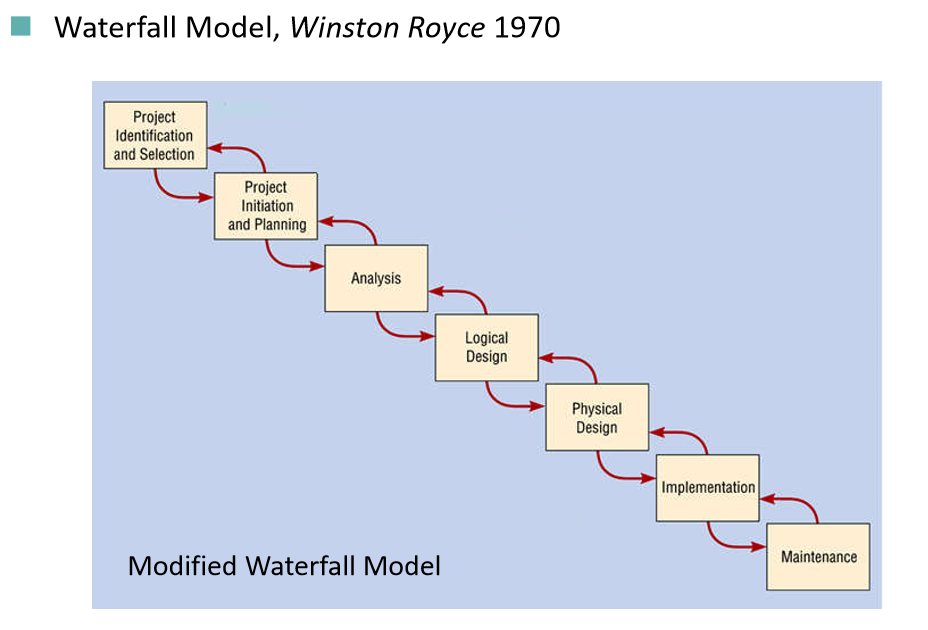 Waterfall Model, Winston Royce 1970
Project
Identification
and Selection
Project
Initiation
and Planning
Analysis
Logical
Design
Physical
Design
Implementation
Maintenance
Modified Waterfall Model